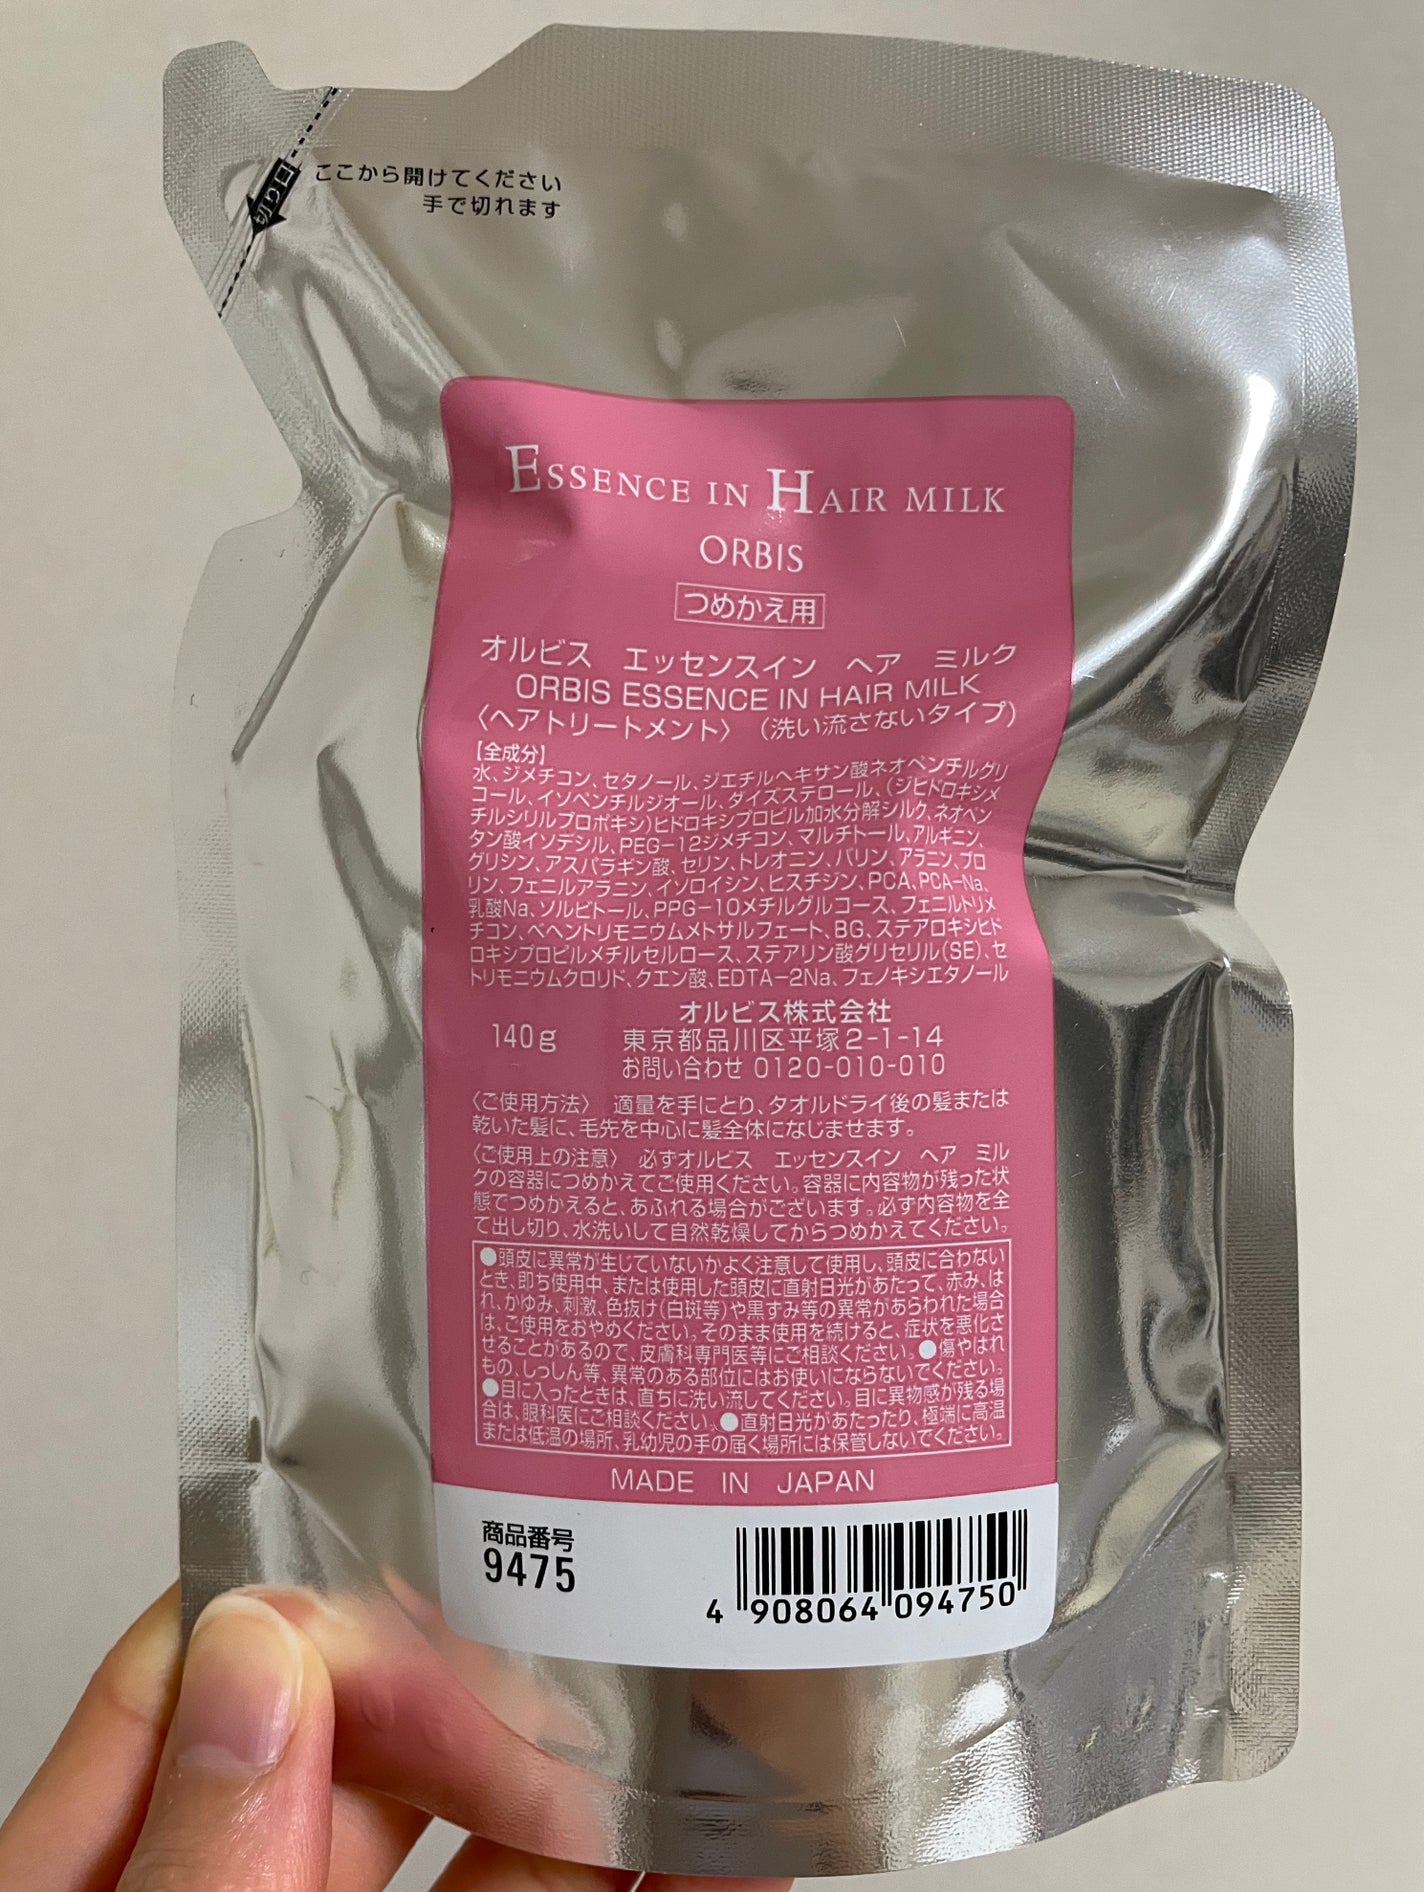 ここから開けてください
手で切れます
ESSENCE IN HAIR MILK
ORBIS
つめかえ用
オルビス エッセンスイン ヘア ミルク
ORBIS ESSENCE IN HAIR MILK
〈ヘアトリートメント〉（洗い流さないタイプ）
【全成分】
水、ジメチコン、セタノール、ジエチルヘキサン酸ネオペンチルグリ
コール、イソペンチルジオール、ダイズステロール、（ジヒドロキシメ
チルシリルプロポキシ）ヒドロキシプロピル加水分解シルク、ネオペン
タン酸イソデシル、PEG-12ジメチコン、マルチトール、アルギニン、
グリシン、アスパラギン酸、セリン、トレオニン、バリン、アラニン、プロ
リン、フェニルアラニン、イソロイシン、ヒスチジン、PCA、PCA-Na、
乳酸Na、ソルビトール、PPG-10メチルグルコース、フェニルトリメ
チコン、ベヘントリモニウムメトサルフェート、BG、ステアロキシヒド
ロキシプロピルメチルセルロース、ステアリン酸グリセリル（SE）、セ
トリモニウムクロリド、クエン酸、EDTA-2Na、フェノキシエタノール
オルビス株式会社
140g 東京都品川区平塚2-1-14
お問い合わせ 0120-010-010
〈ご使用方法〉 適量を手にとり、タオルドライ後の髪または
乾いた髪に、毛先を中心に髪全体になじませます。
〈ご使用上の注意〉 必ずオルビス エッセンスイン ヘア ミル
クの容器につめかえてご使用ください。容器に内容物が残った状
態でつめかえると、あふれる場合がございます。必ず内容物を全
て出し切り、水洗いして自然乾燥してからつめかえてください。
●頭皮に異常が生じていないかよく注意して使用し、頭皮に合わない
とき、即ち使用中、または使用した頭皮に直射日光があたって、赤み、は
れ、かゆみ、刺激、色抜け（白斑等）や黒ずみ等の異常があらわれた場合
は、ご使用をおやめください。そのまま使用を続けると、症状を悪化さ
せることがあるので、皮膚科専門医等にご相談ください。●傷やはれ
もの、しっしん等、異常のある部位にはお使いにならないでください。
●目に入ったときは、直ちに洗い流してください。目に異物感が残る場
合は、眼科医にご相談ください。●直射日光があたったり、極端に高温
または低温の場所、乳幼児の手の届く場所には保管しないでください。
MADE IN JAPAN
商品番号
9475
4 908064 094750